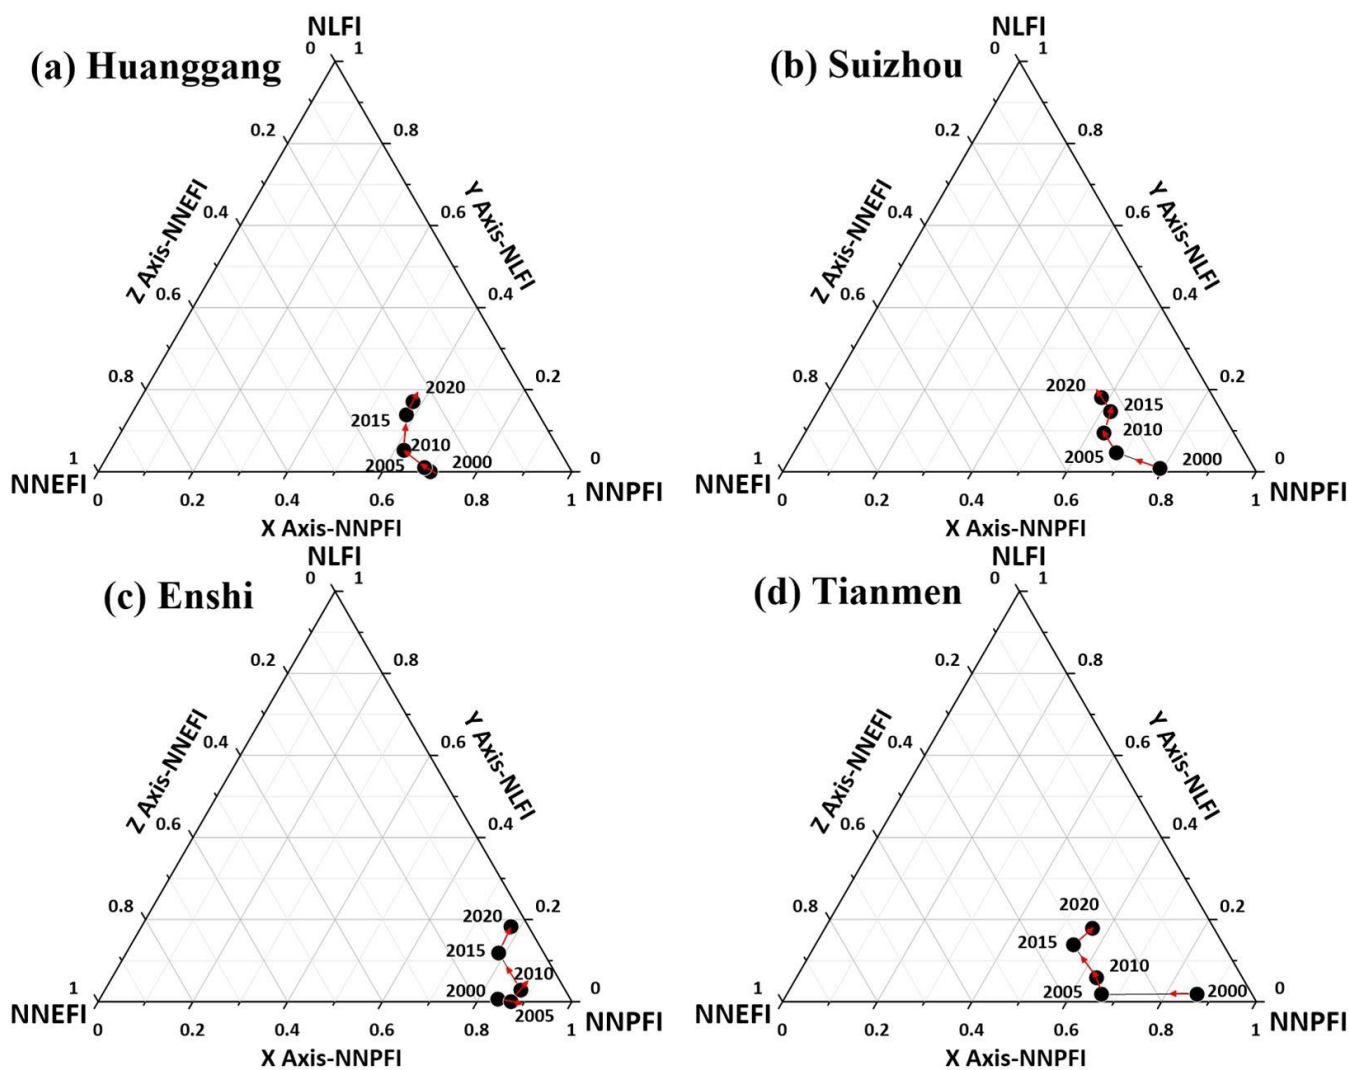 NLFI
0 1
(a) Huanggang
0.2 0.8
0.4 0.6
Z Axis-NNEFI
Y Axis-NLFI
0.6 0.4
0.8 0.2
2020
2015
2010
2005 2000
1 0
NNEFI NNPFI
0 0.2 0.4 0.6 0.8 1
X Axis-NNPFI
NLFI
0 1
(b) Suizhou
0.2 0.8
0.4 0.6
Z Axis-NNEFI
Y Axis-NLFI
0.6 0.4
0.8 0.2
2020
2015
2010
2005 2000
1 0
NNEFI NNPFI
0 0.2 0.4 0.6 0.8 1
X Axis-NNPFI
NLFI
0 1
(c) Enshi
0.2 0.8
0.4 0.6
Z Axis-NNEFI
Y Axis-NLFI
0.6 0.4
0.8 0.2
2020
2015
2010
2000
2005
1 0
NNEFI NNPFI
0 0.2 0.4 0.6 0.8 1
X Axis-NNPFI
NLFI
0 1
(d) Tianmen
0.2 0.8
0.4 0.6
Z Axis-NNEFI
Y Axis-NLFI
0.6 0.4
0.8 0.2
2020
2015
2010
2005 2000
1 0
NNEFI NNPFI
0 0.2 0.4 0.6 0.8 1
X Axis-NNPFI